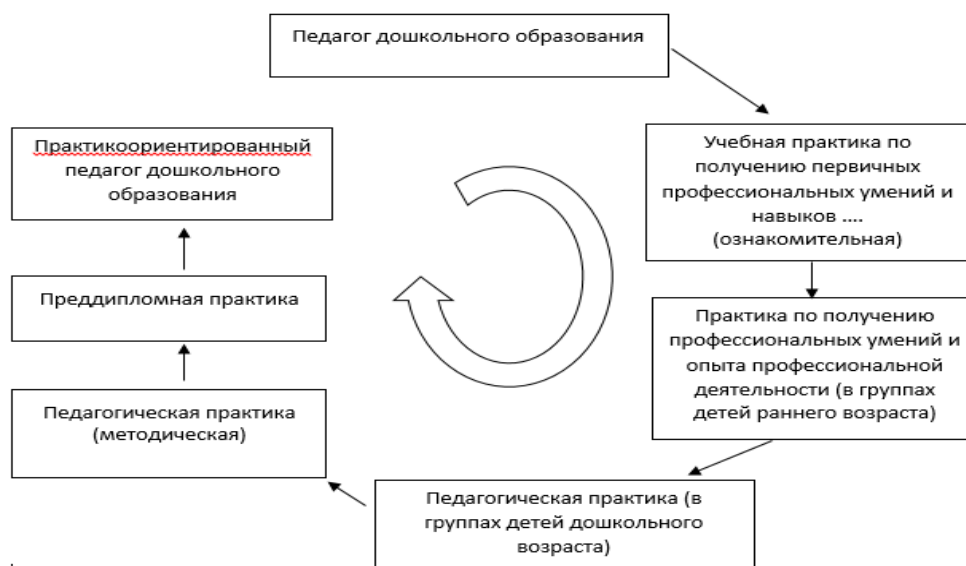 Педагог дошкольного образования
Учебная практика по
получению первичных
профессиональных умений и
навыков ....
(ознакомительная)
Практика по получению
профессиональных умений и
опыта профессиональной
деятельности (в группах
детей раннего возраста)
Педагогическая практика (в
группах детей дошкольного
возраста)
Педагогическая практика
(методическая)
Преддипломная практика
Практикоориентированный
педагог дошкольного
образования